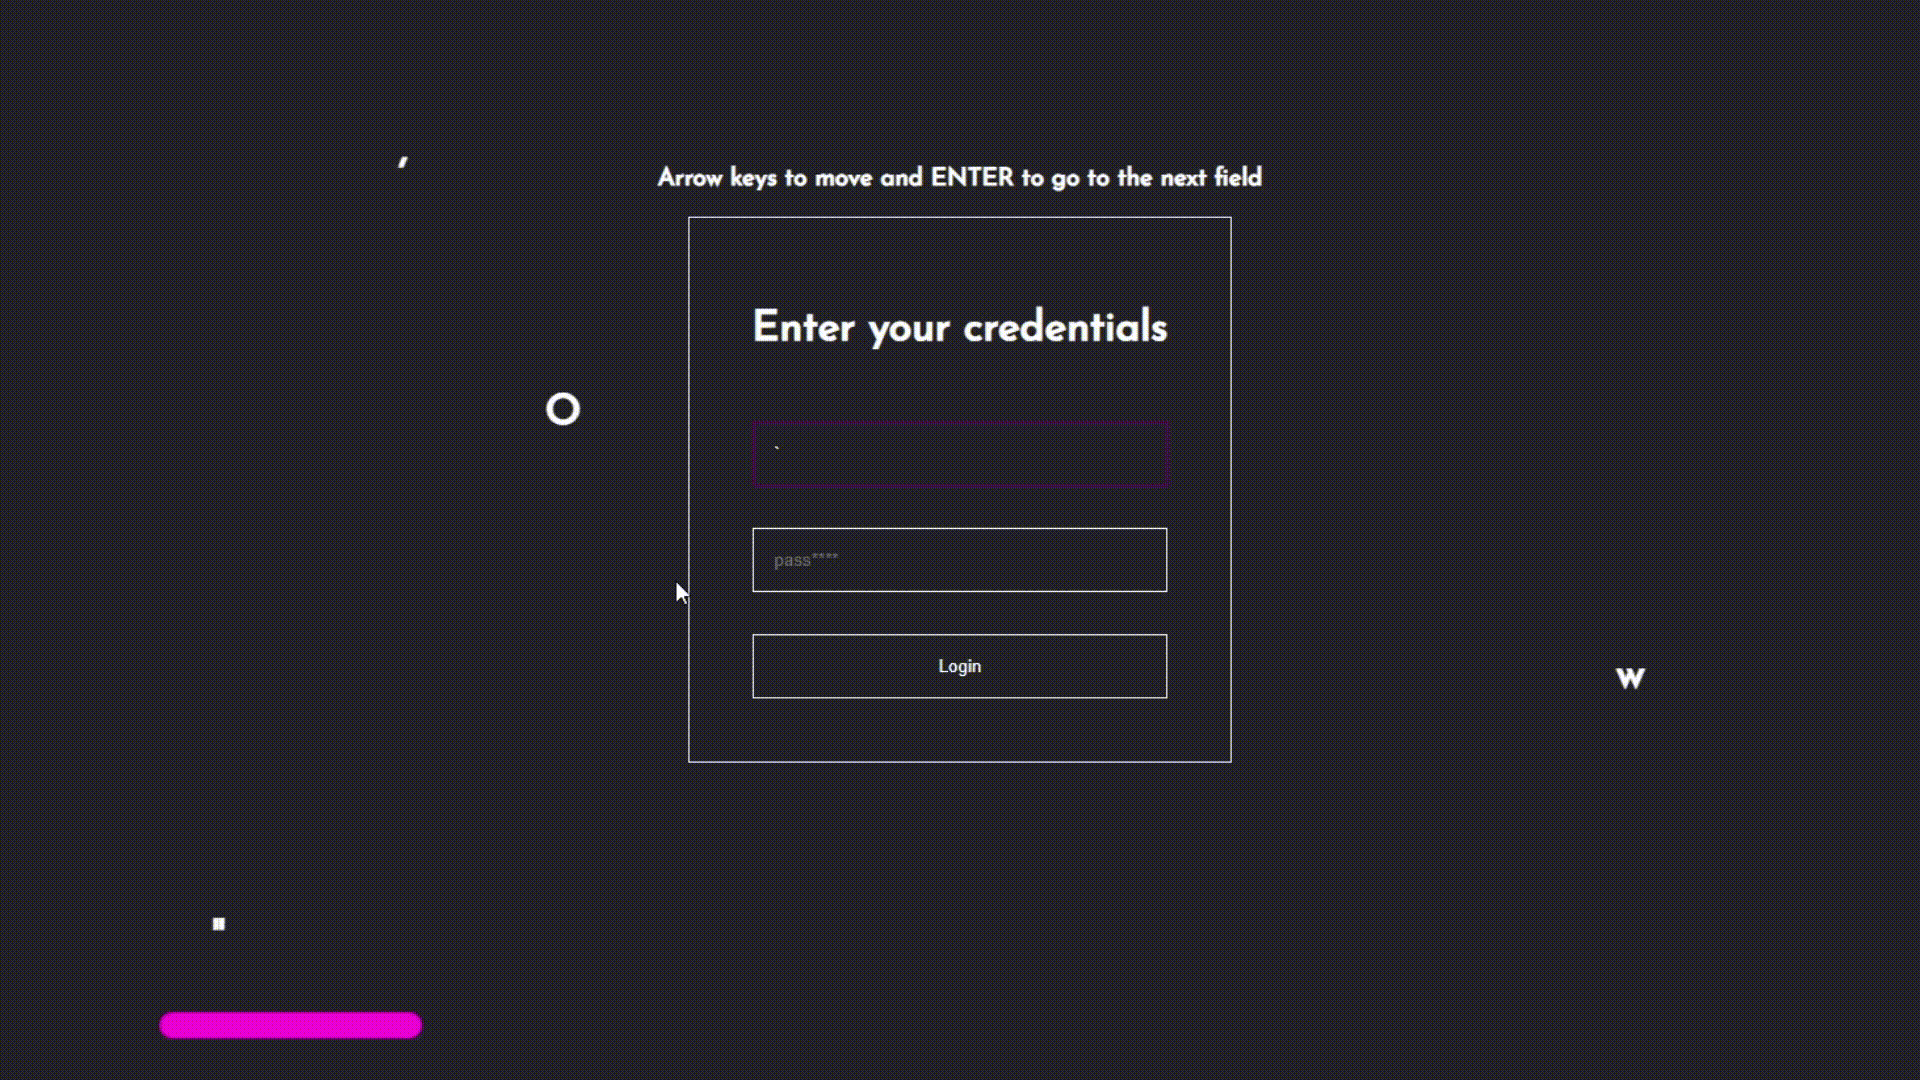 ′
Arrow keys to move and ENTER to go to the next field
Enter your credentials
O
`
pass****
Login
w